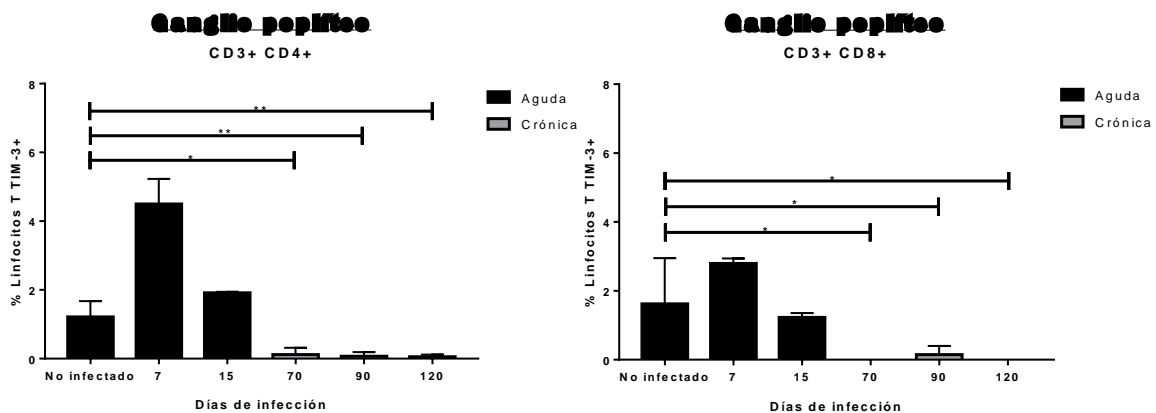 Ganglio poplíteo
CD3+ CD4+
% Linfocitos T TIM-3+
8
6
4
2
0
**
**
*
Aguda
Crónica
No infectado 7 15 70 90 120
Días de infección
Ganglio poplíteo
CD3+ CD8+
% Linfocitos T TIM-3+
8
6
4
2
0
*
*
*
Aguda
Crónica
No infectado 7 15 70 90 120
Días de infección